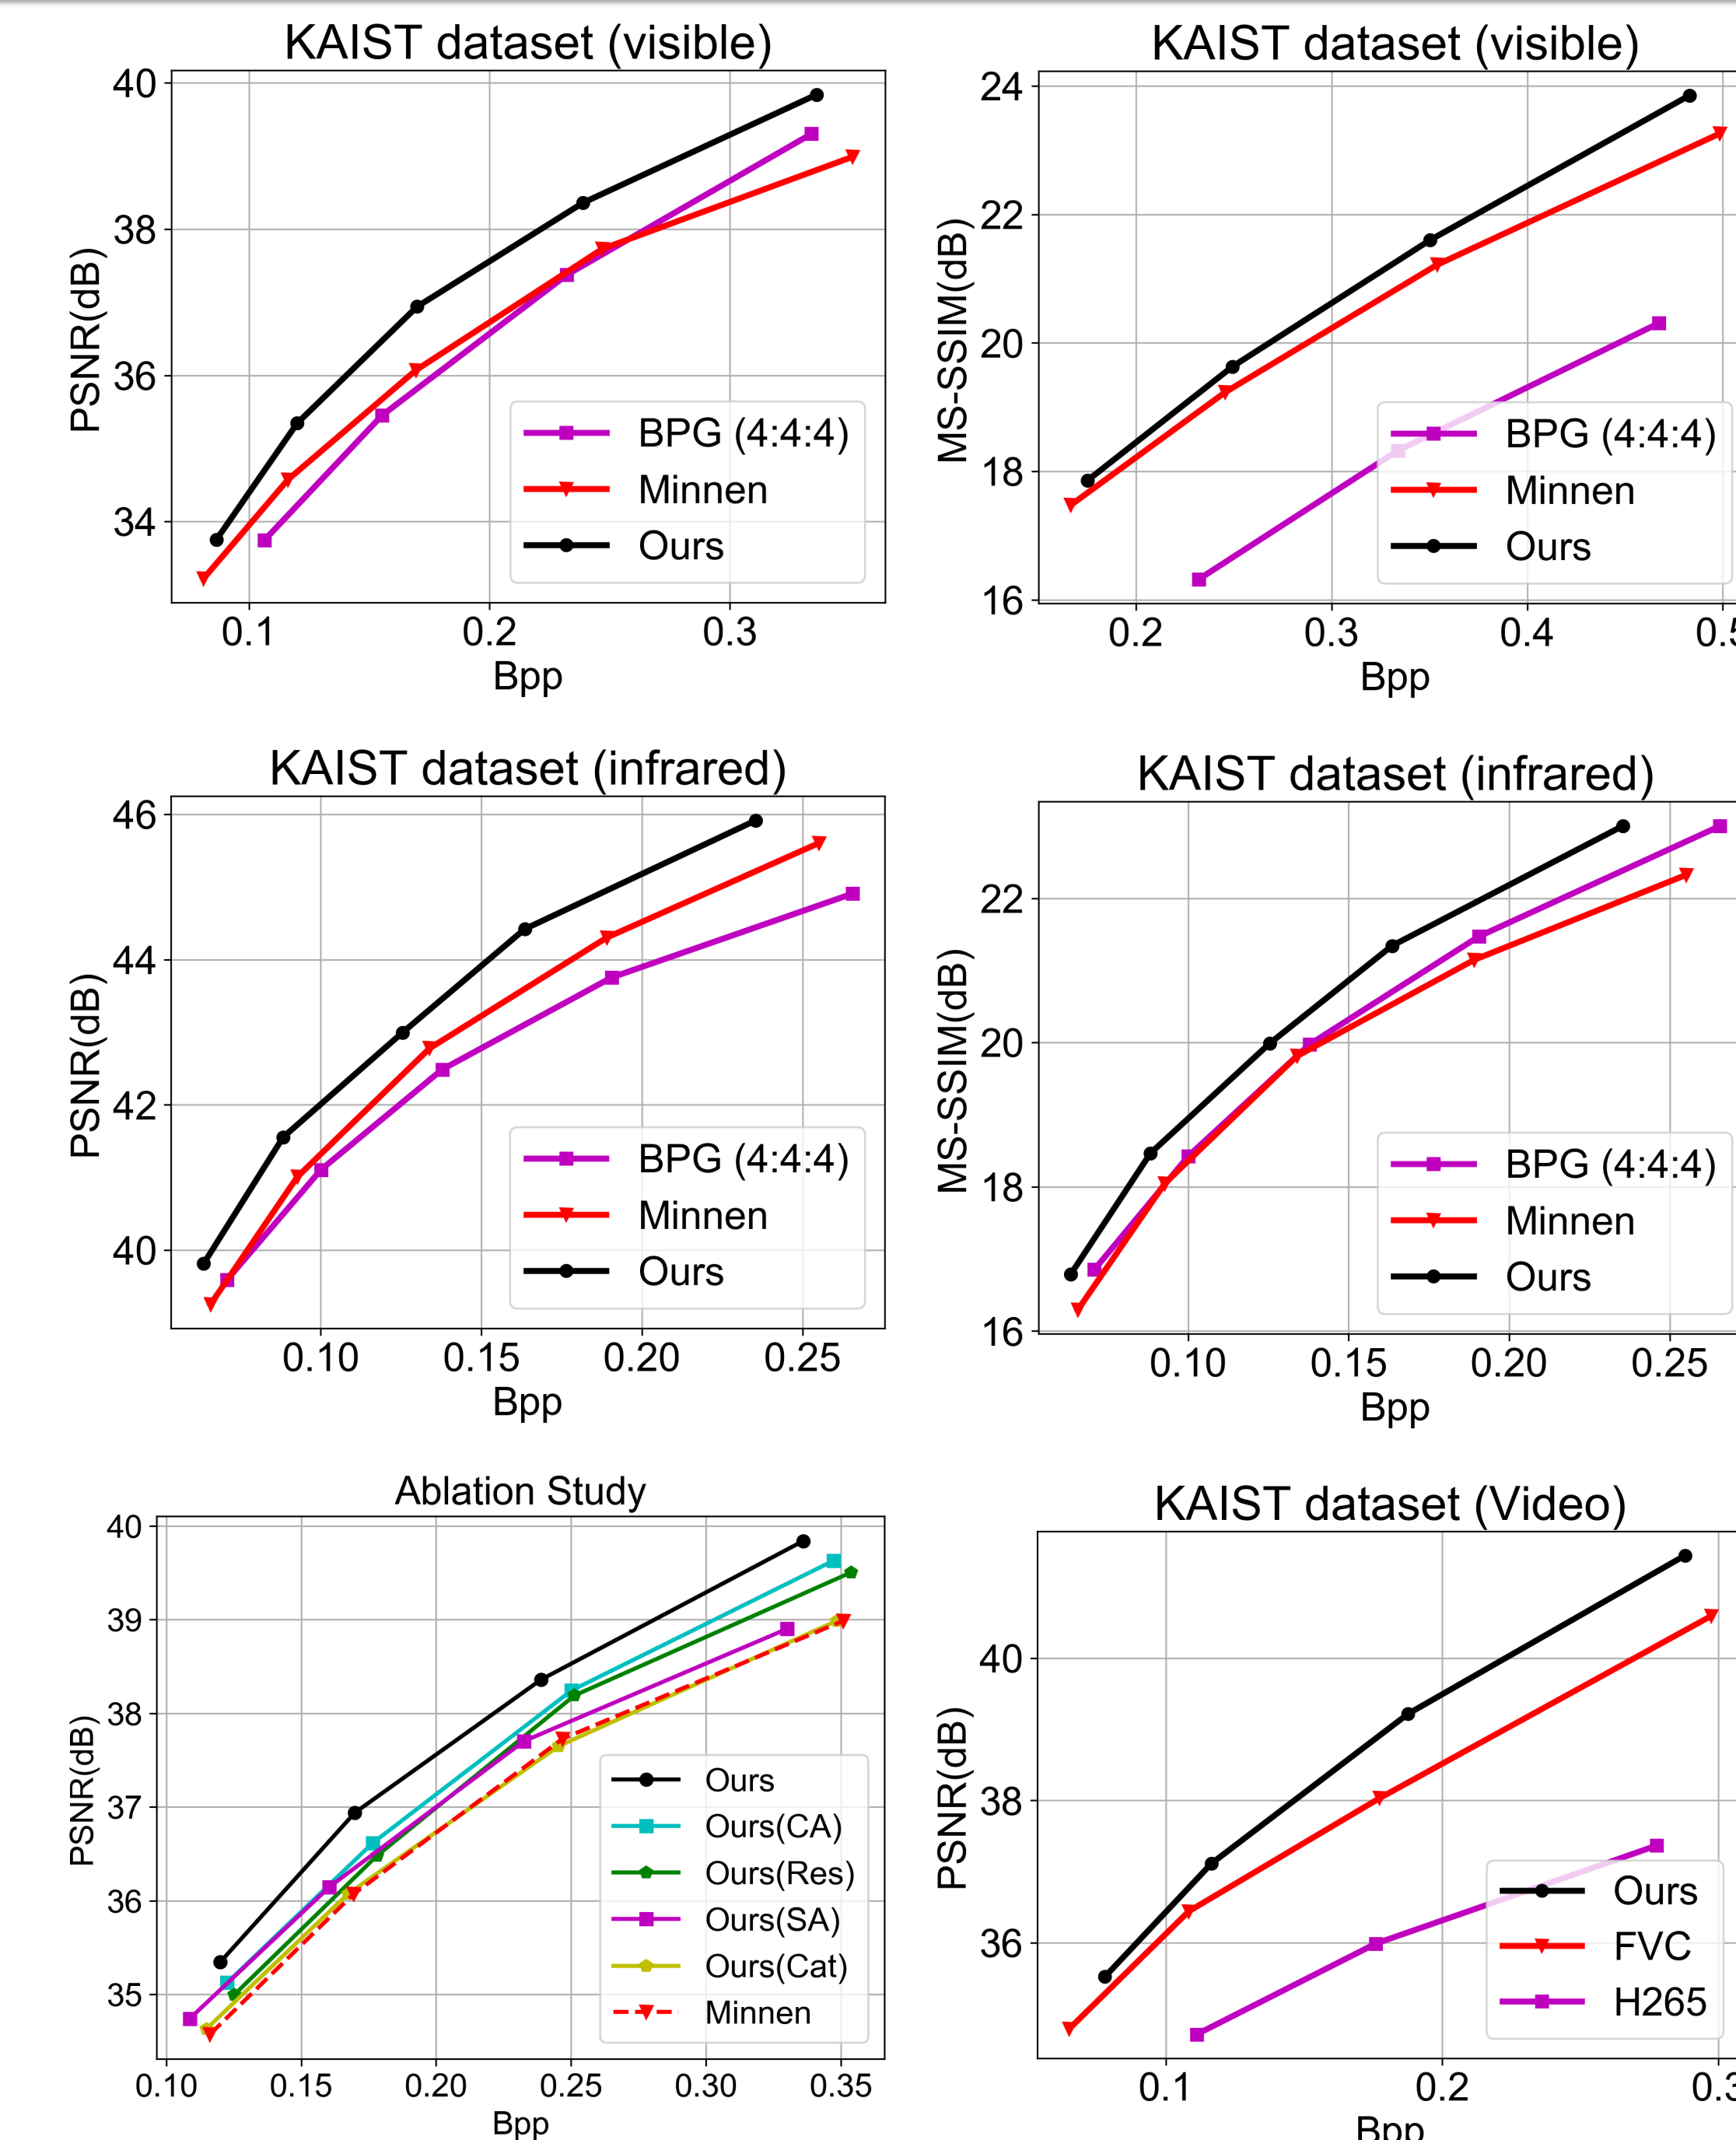 KAIST dataset (visible)
40
38
36
34
PSNR(dB)
BPG (4:4:4)
Minnen
Ours
0.1 0.2 0.3
Bpp
KAIST dataset (visible)
24
22
20
18
16
MS-SSIM(dB)
BPG (4:4:4)
Minnen
Ours
0.2 0.3 0.4
Bpp
KAIST dataset (infrared)
46
44
42
40
PSNR(dB)
BPG (4:4:4)
Minnen
Ours
0.10 0.15 0.20 0.25
Bpp
KAIST dataset (infrared)
22
20
18
16
MS-SSIM(dB)
BPG (4:4:4)
Minnen
Ours
0.10 0.15 0.20 0.25
Bpp
Ablation Study
40
39
38
37
36
35
PSNR(dB)
Ours
Ours(CA)
Ours(Res)
Ours(SA)
Ours(Cat)
Minnen
0.10 0.15 0.20 0.25 0.30 0.35
Bpp
KAIST dataset (Video)
40
38
36
PSNR(dB)
Ours
FVC
H265
0.1 0.2
Bpp